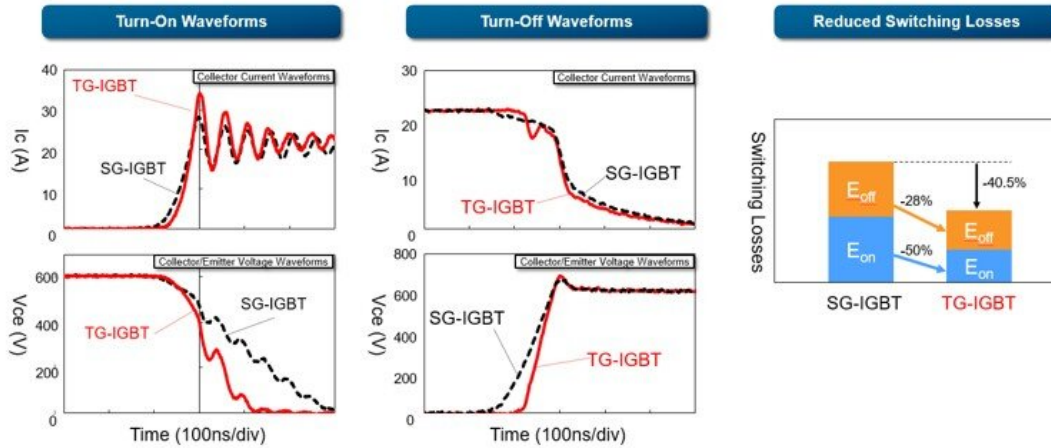 Turn-On Waveforms
Turn-Off Waveforms
Reduced Switching Losses
40
30
20
10
0
Ic (A)
Collector Current Waveforms
TG-IGBT
SG-IGBT
600
400
200
0
Vce (V)
Collector/Emitter Voltage Waveforms
SG-IGBT
TG-IGBT
Time (100ns/div)
30
20
10
0
Ic (A)
Collector Current Waveforms
SG-IGBT
TG-IGBT
800
600
400
200
0
Vce (V)
Collector/Emitter Voltage Waveforms
SG-IGBT
TG-IGBT
Time (100ns/div)
Switching Losses
-40.5%
Eoff
-28%
Eoff
Eon
-50%
Eon
SG-IGBT
TG-IGBT